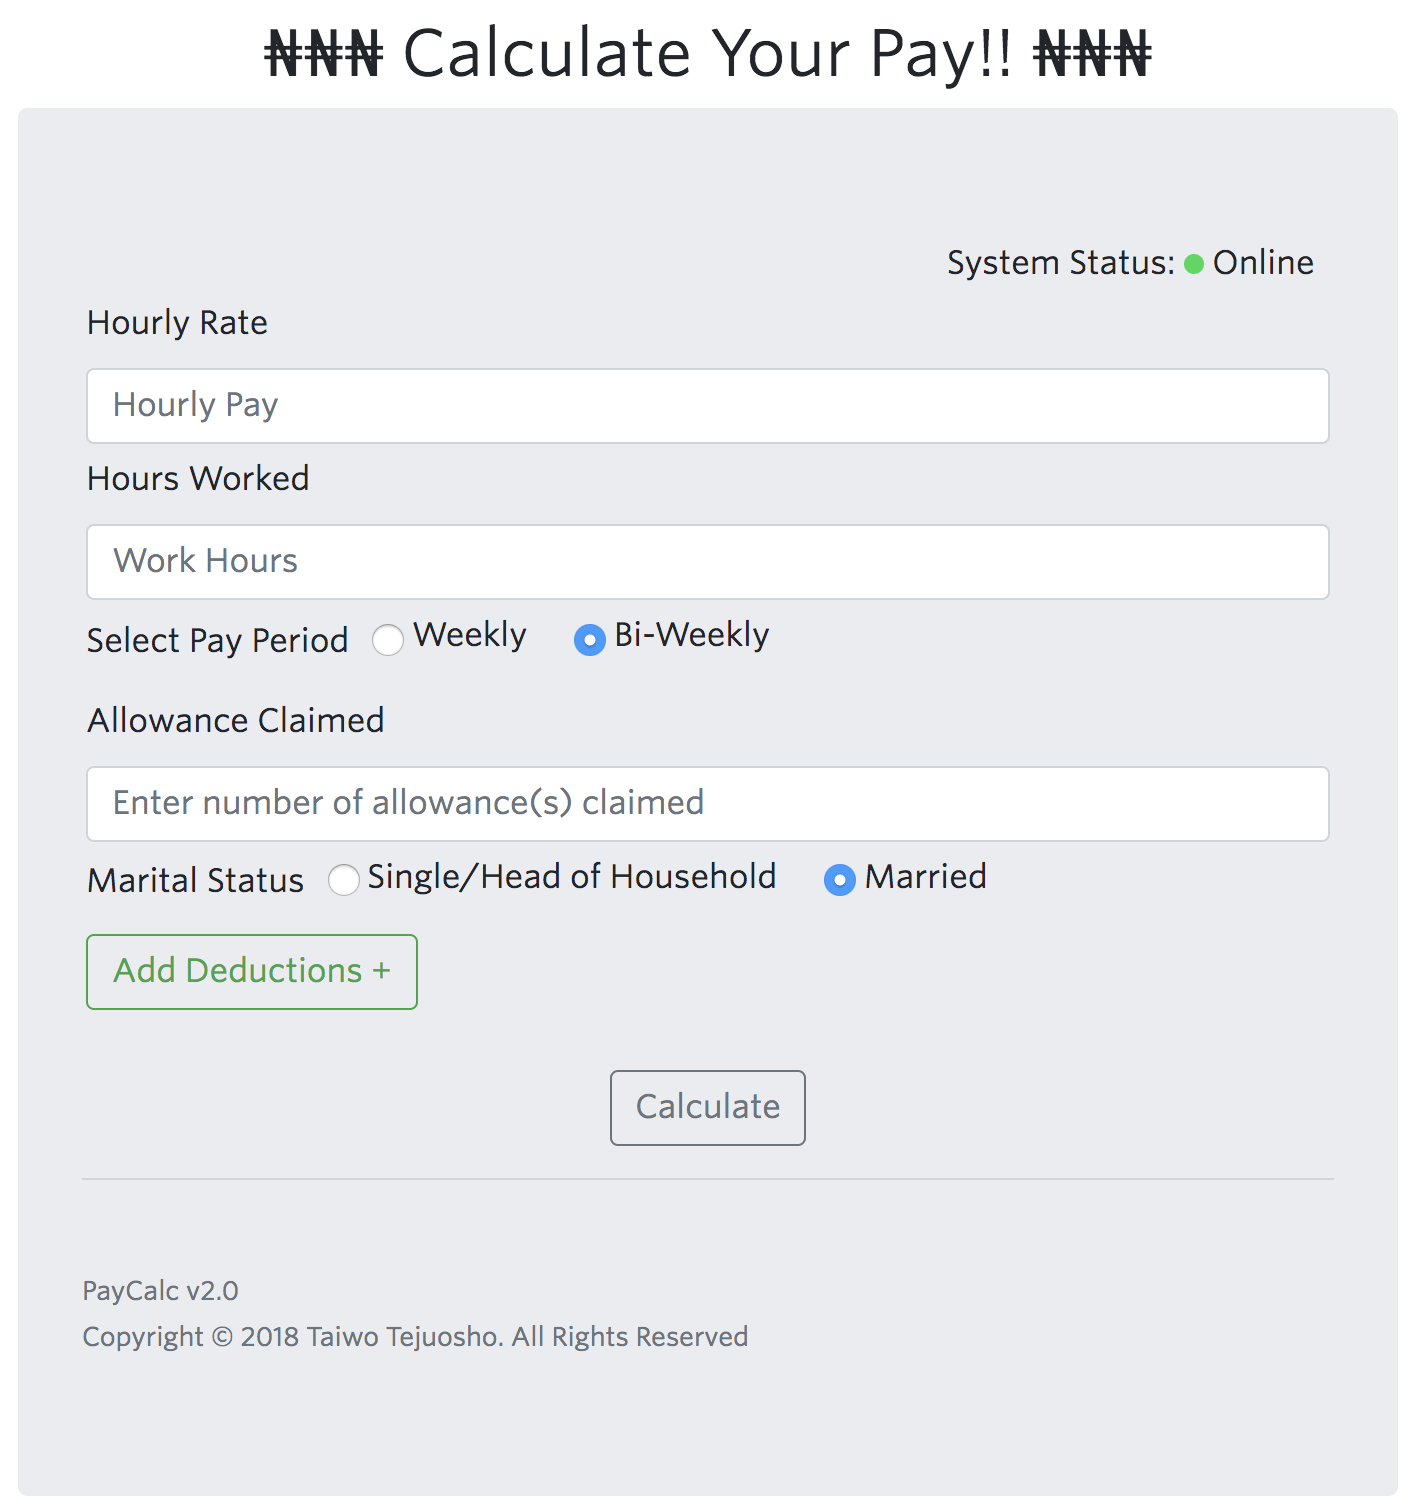 ₦₦₦ Calculate Your Pay!! ₦₦₦
System Status: Online
Hourly Rate
Hourly Pay
Hours Worked
Work Hours
Select Pay Period Weekly Bi-Weekly
Allowance Claimed
Enter number of allowance(s) claimed
Marital Status Single/Head of Household Married
Add Deductions +
Calculate
PayCalc v2.0
Copyright © 2018 Taiwo Tejuosho. All Rights Reserved